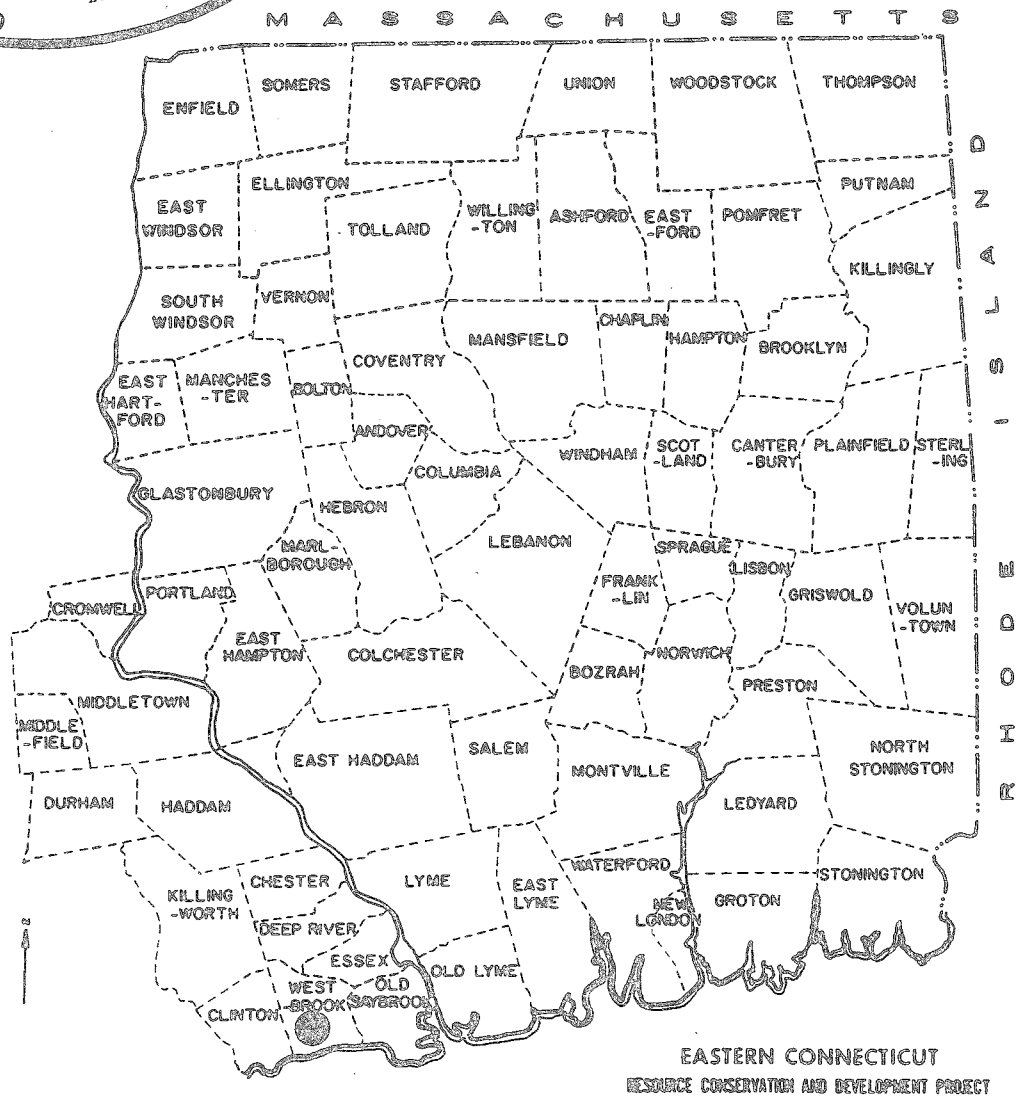 MASSACHUSETTS
SOMERS
STAFFORD
UNION
WOODSTOCK
THOMPSON
ENFIELD
ELLINGTON
PUTNAM
EAST
WINDSOR
TOLLAND
WILLING
-TON
ASHFORD
EAST
-FORD
POMFRET
KILLINGLY
SOUTH
WINDSOR
VERNON
MANSFIELD
CHAPLIN
HAMPTON
BROOKLYN
COVENTRY
EAST
HART-
FORD
MANCHES
-TER
BOLTON
ANDOVER
COLUMBIA
WINDHAM
SCOT
-LAND
CANTER
-BURY
PLAINFIELD
STERL
-ING
GLASTONBURY
HEBRON
LEBANON
MARL-
BOROUGH
SPRAGUE
LISBON
FRANK
-LIN
GRISWOLD
VOLUN
-TOWN
CROMWELL
PORTLAND
EAST
HAMPTON
COLCHESTER
BOZRAH
NORWICH
PRESTON
MIDDLETOWN
MIDDLE
-FIELD
EAST HADDAM
SALEM
MONTVILLE
NORTH
STONINGTON
DURHAM
HADDAM
LEDYARD
KILLING
-WORTH
CHESTER
LYME
EAST
LYME
WATERFORD
STONINGTON
NEW
LONDON
GROTON
DEEP RIVER
ESSEX
OLD LYME
WEST
-BROOK
OLD
SAYBROOK
CLINTON
RHODE ISLAND
N
EASTERN CONNECTICUT
RESOURCE CONSERVATION AND DEVELOPMENT PROJECT